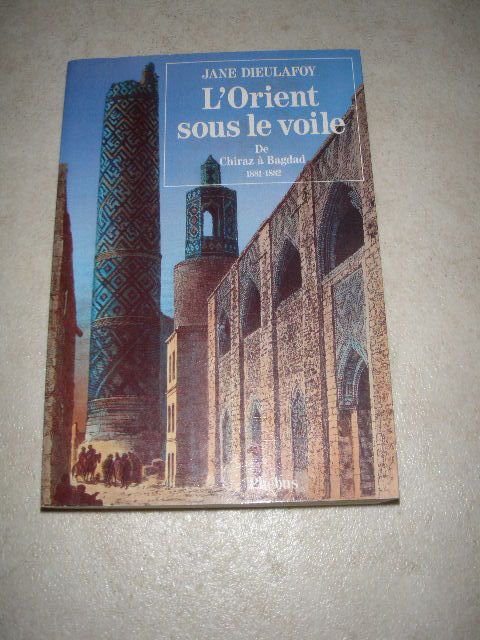 JANE DIEULAFOY
L'Orient
sous le voile
De
Chiraz à Bagdad
1881-1882
Phébus